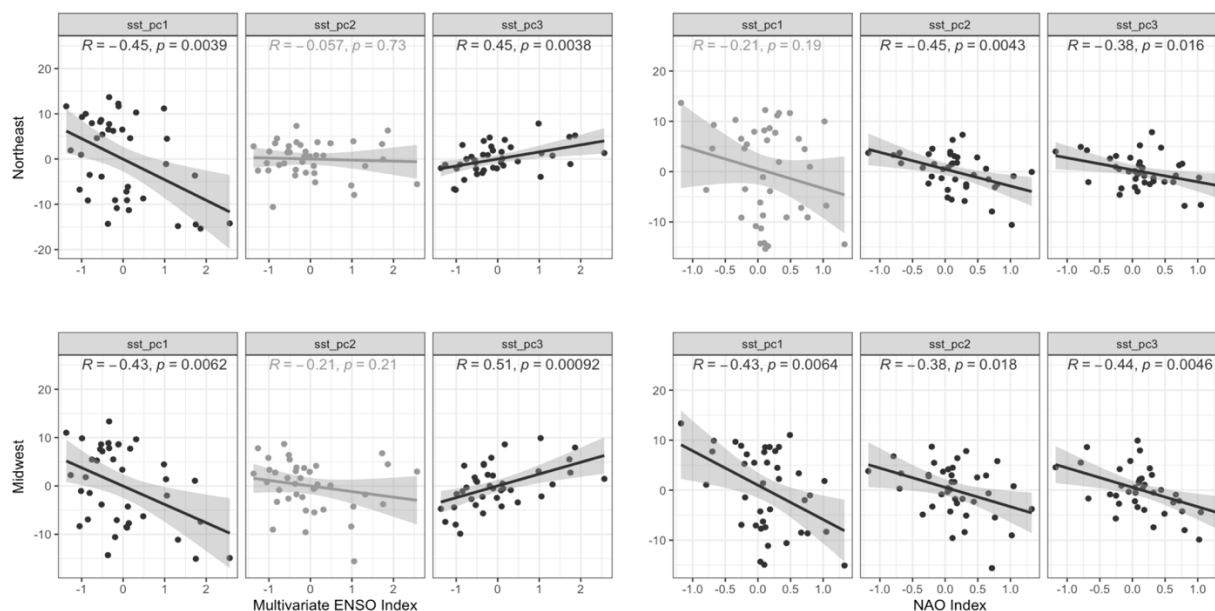 sst_pc1 sst_pc2 sst_pc3 sst_pc1 sst_pc2 sst_pc3
R = −0.45, p = 0.0039 R = −0.057, p = 0.73 R = 0.45, p = 0.0038 R = −0.21, p = 0.19 R = −0.45, p = 0.0043 R = −0.38, p = 0.016
20 20
10 10
Northeast
0 0
-10 -10
-20
-1 0 1 2 -1 0 1 2 -1 0 1 2 -1.0 -0.5 0.0 0.5 1.0 -1.0 -0.5 0.0 0.5 1.0 -1.0 -0.5 0.0 0.5 1.0
sst_pc1 sst_pc2 sst_pc3 sst_pc1 sst_pc2 sst_pc3
R = −0.43, p = 0.0062 R = −0.21, p = 0.21 R = 0.51, p = 0.00092 R = −0.43, p = 0.0064 R = −0.38, p = 0.018 R = −0.44, p = 0.0046
20 20
10 10
Midwest
0 0
-10 -10
-1 0 1 2 -1 0 1 2 -1 0 1 2 -1.0 -0.5 0.0 0.5 1.0 -1.0 -0.5 0.0 0.5 1.0 -1.0 -0.5 0.0 0.5 1.0
Multivariate ENSO Index NAO Index